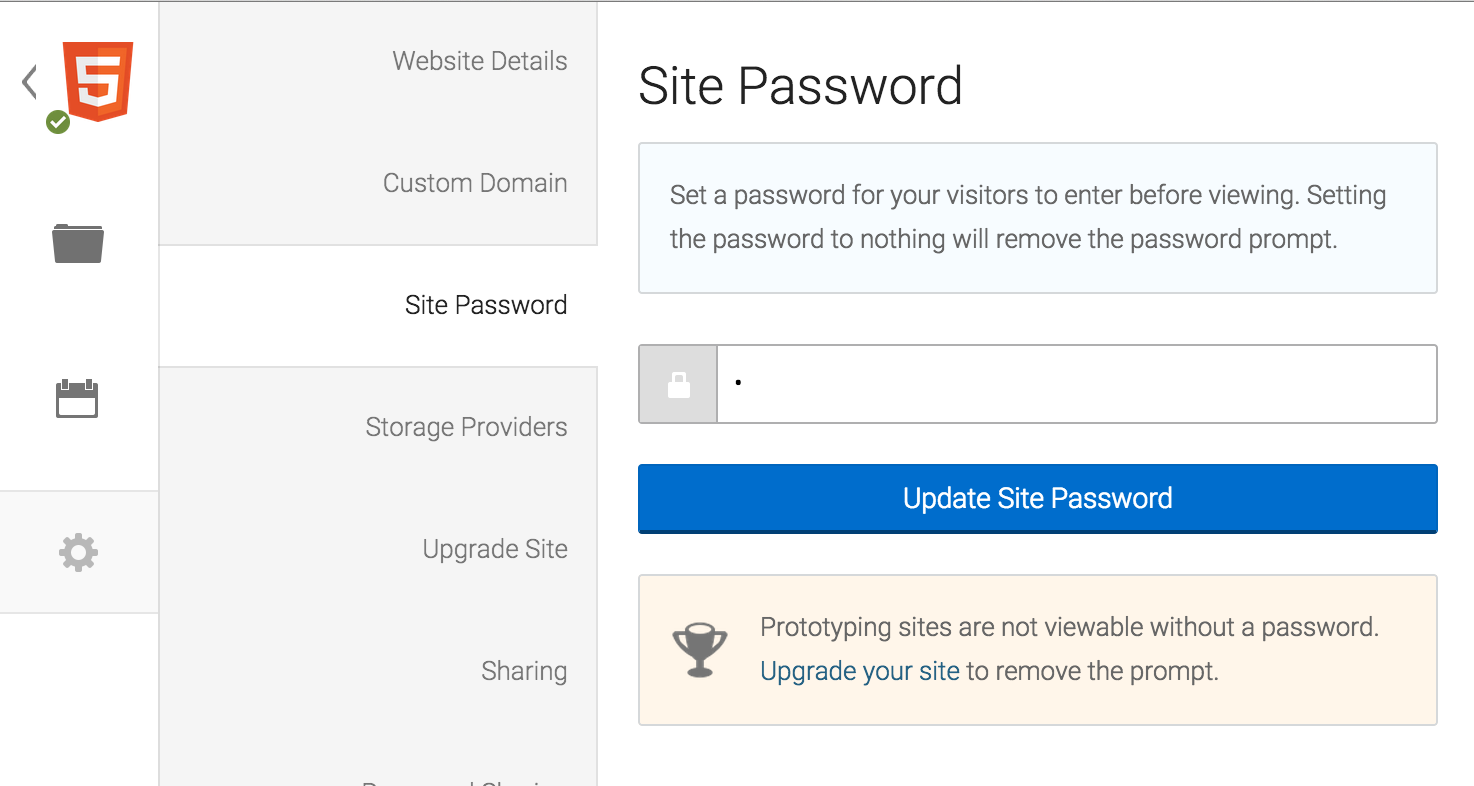 Website Details
Custom Domain
Site Password
Storage Providers
Upgrade Site
Sharing
Site Password
Set a password for your visitors to enter before viewing. Setting
the password to nothing will remove the password prompt.
•
Update Site Password
Prototyping sites are not viewable without a password.
Upgrade your site to remove the prompt.